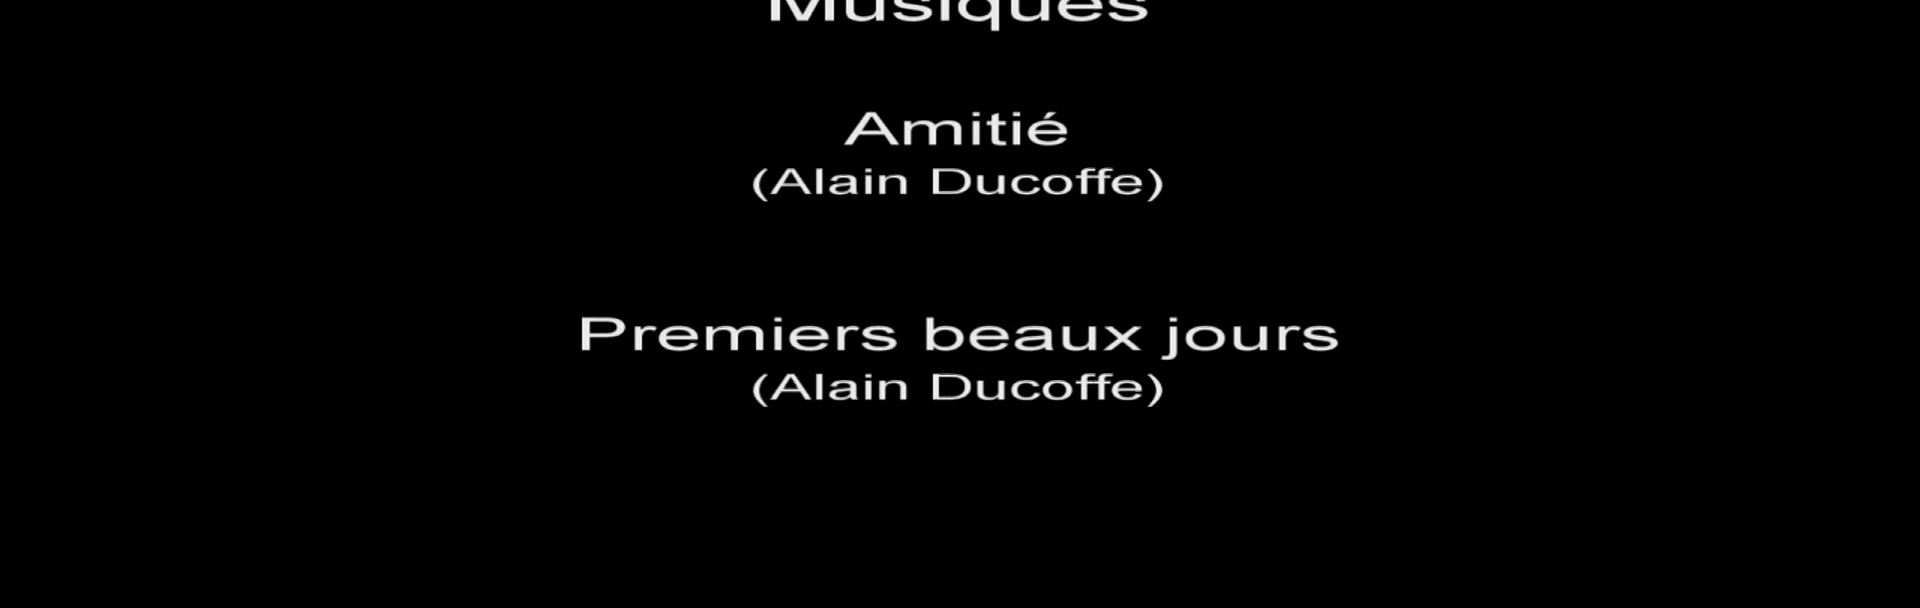 Musiques
Amitié
(Alain Ducoffe)
Premiers beaux jours
(Alain Ducoffe)